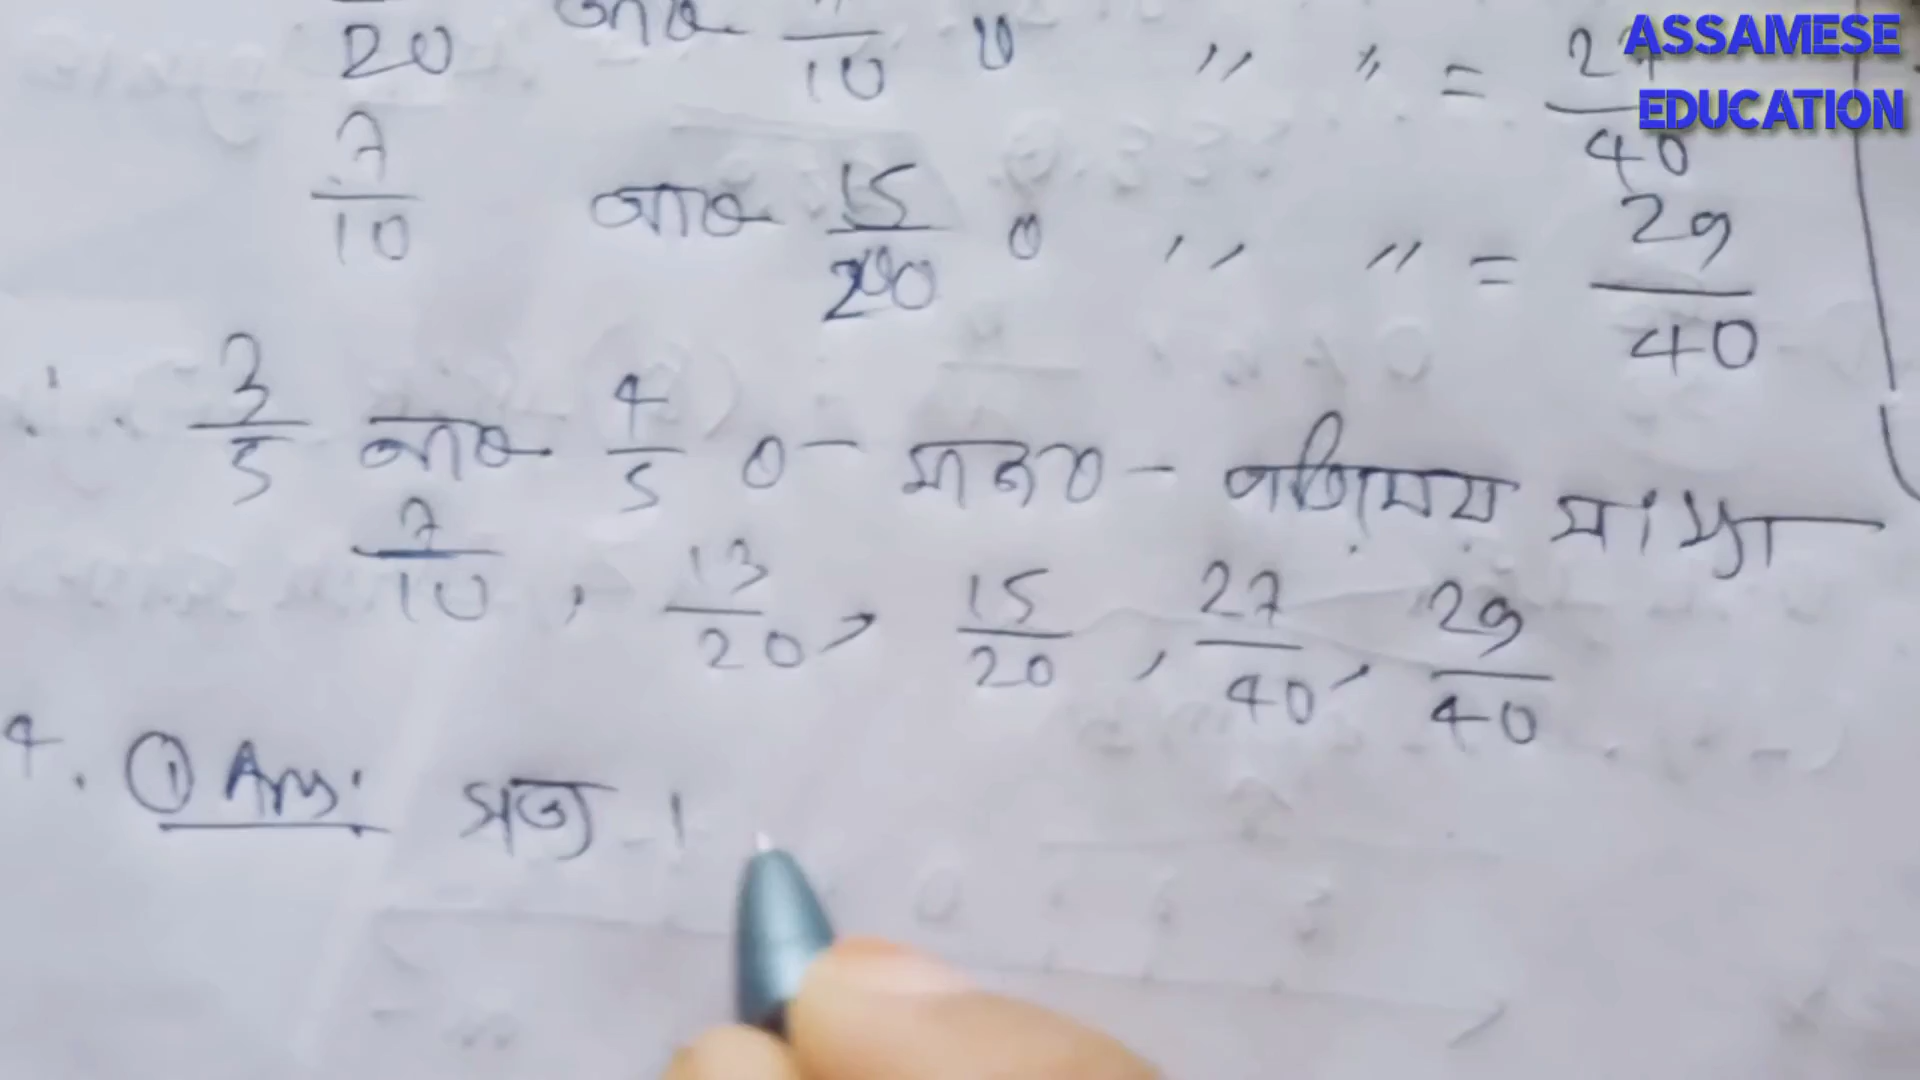 20 আৰু 10 ৰ ,, ,, = 27/40
7/10 আৰু 15/20 ৰ ,, ,, = 29/40
∴ 3/5 আৰু 4/5 ৰ মাজৰ পৰিমেয় সংখ্যা
7/10, 13/20, 15/20, 27/40, 29/40
4. ① Ans: সত্য ।
ASSAMESE
EDUCATION